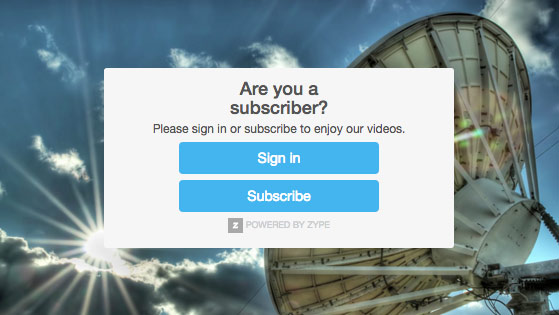 Are you a
subscriber?
Please sign in or subscribe to enjoy our videos.
Sign in
Subscribe
Z POWERED BY ZYPE